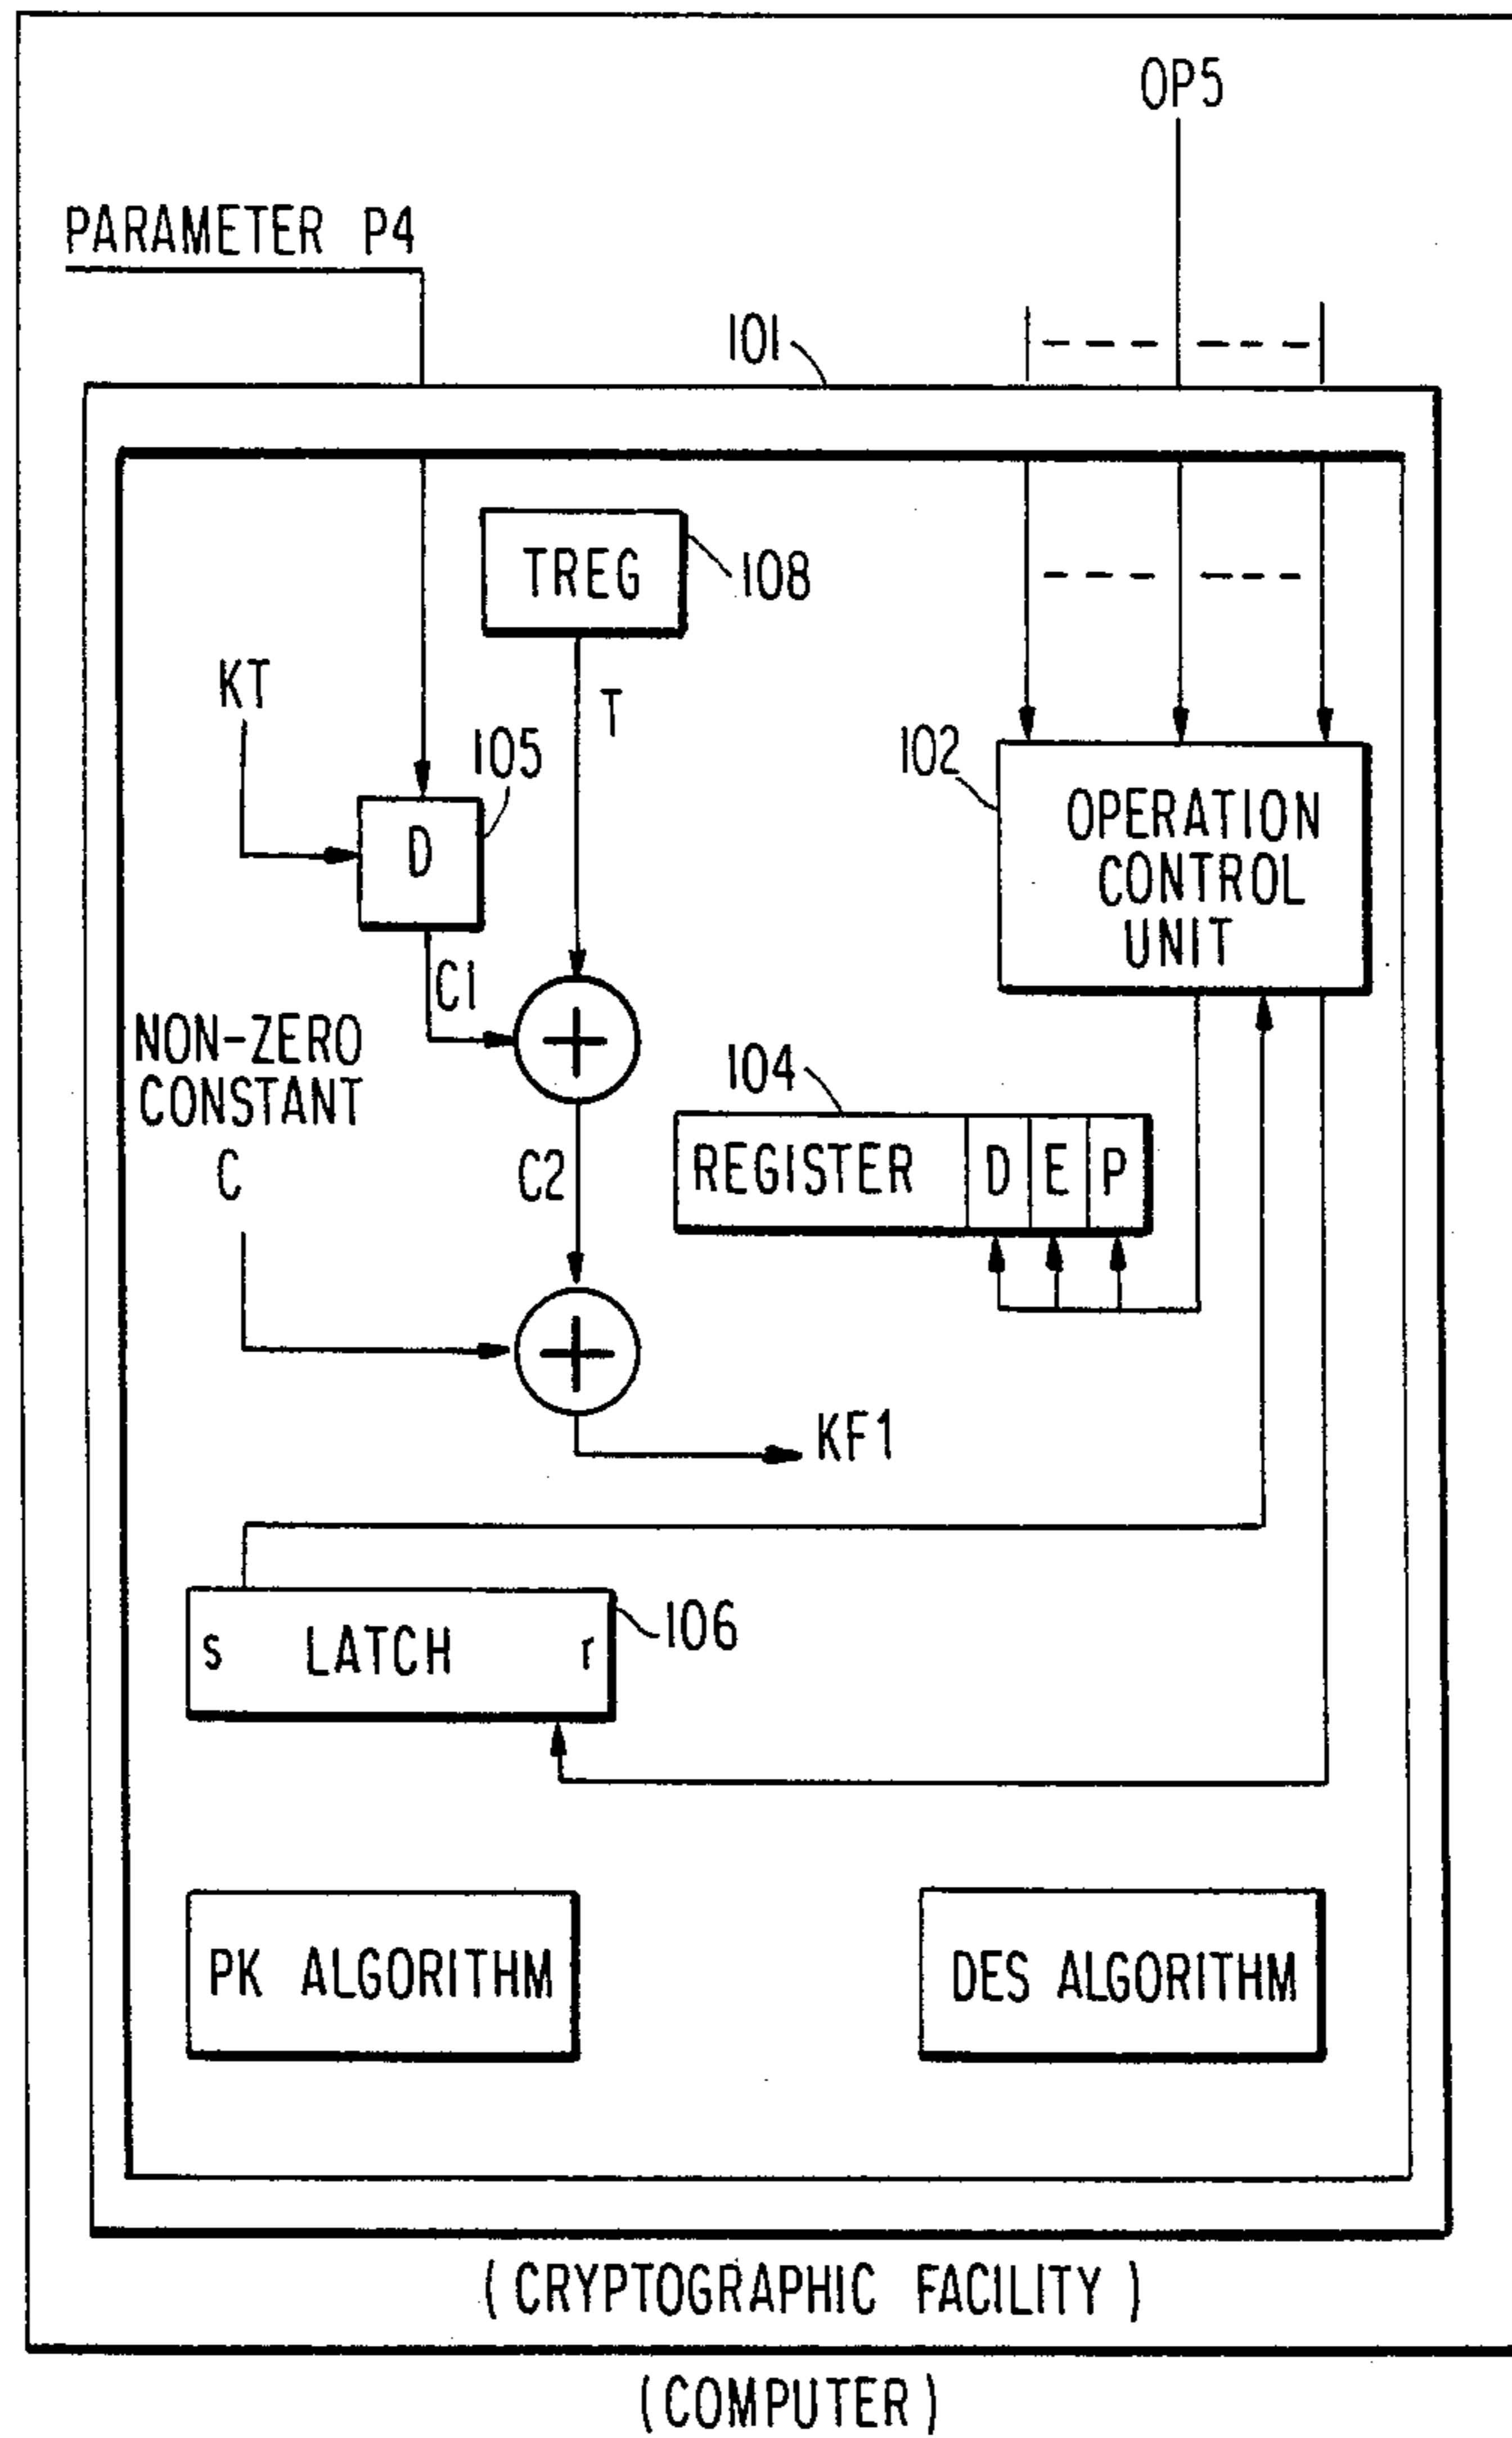 OP5
PARAMETER P4
101
TREG
108
KT
T
105
102
D
OPERATION
CONTROL
UNIT
C1
NON-ZERO
CONSTANT
104
C
C2
REGISTER D E P
KF1
106
s LATCH r
PK ALGORITHM
DES ALGORITHM
(CRYPTOGRAPHIC FACILITY)
(COMPUTER)